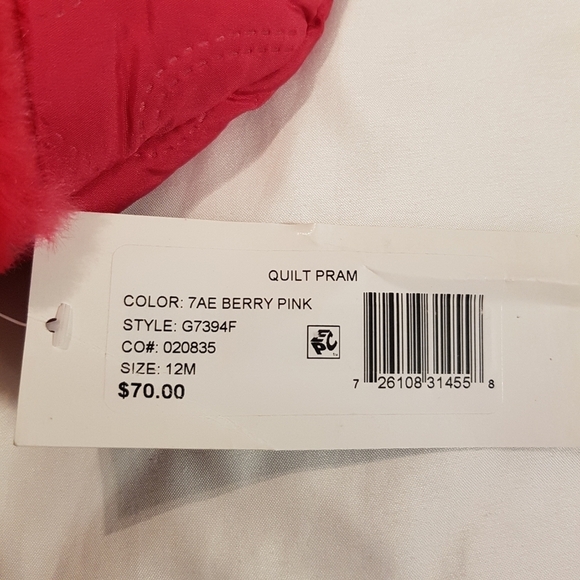 QUILT PRAM
COLOR: 7AE BERRY PINK
STYLE: G7394F
CO#: 020835
SIZE: 12M
$70.00
7 26108 31455 8